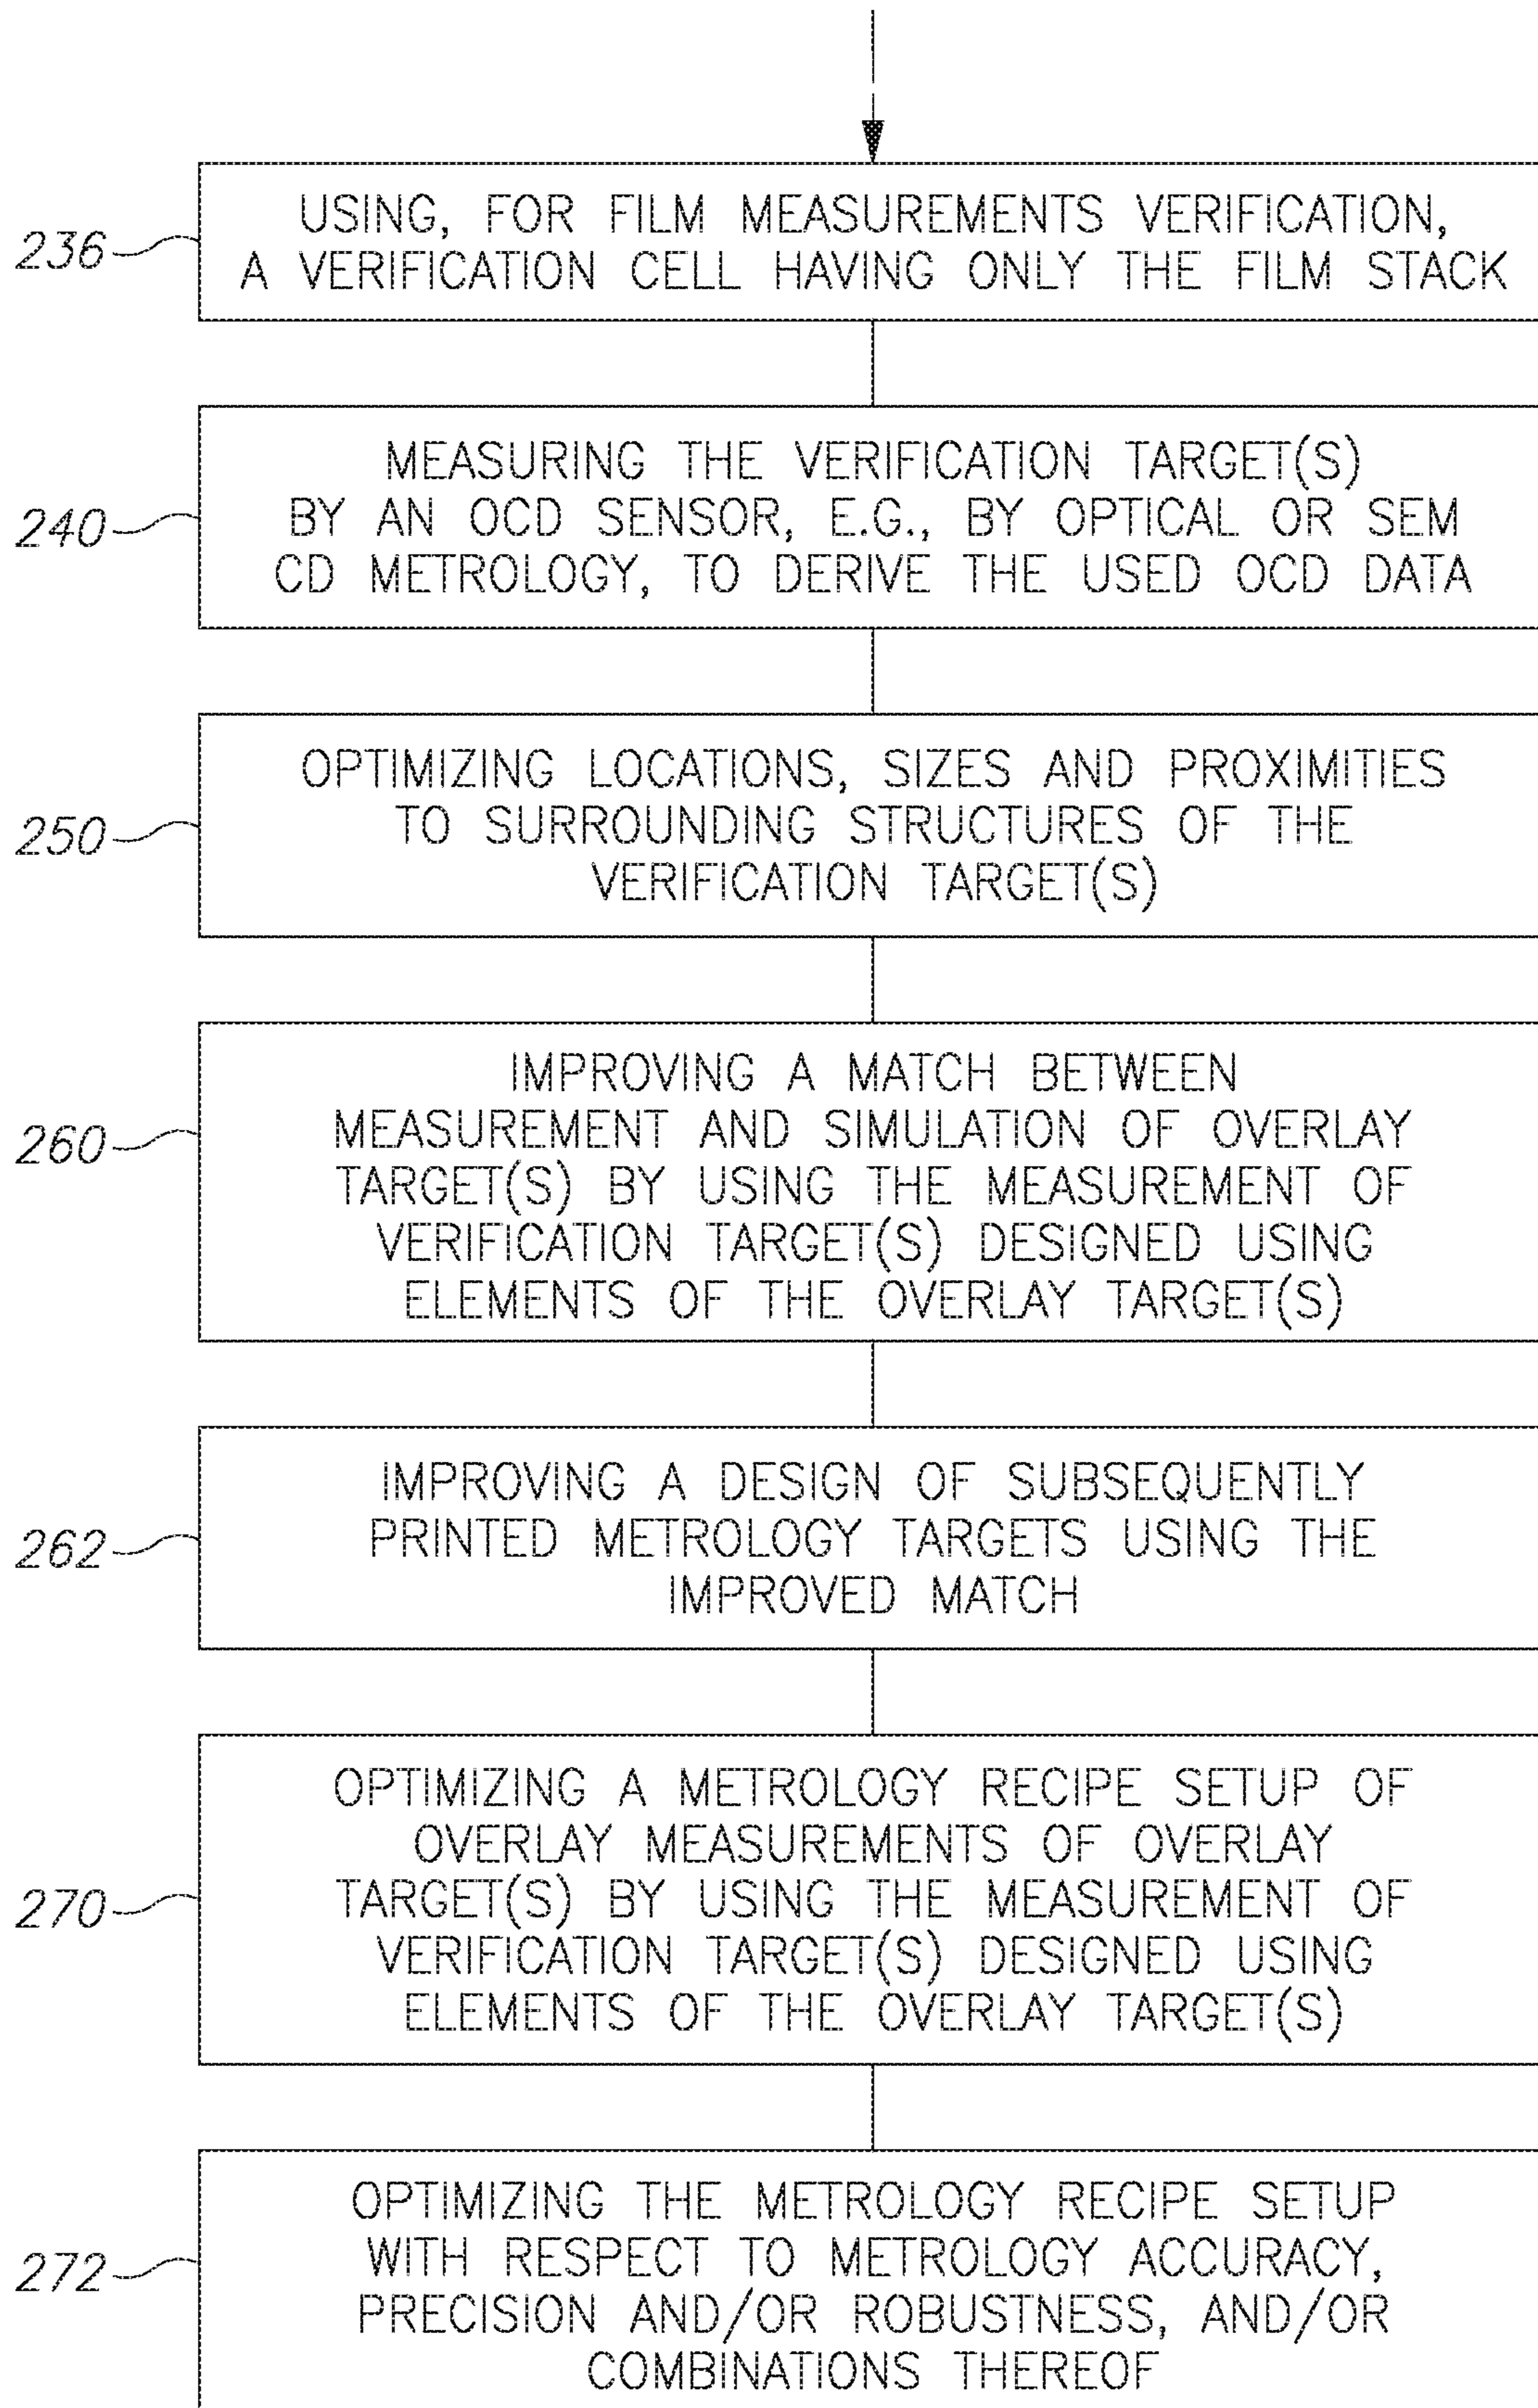 USING, FOR FILM MEASUREMENTS VERIFICATION,
236
A VERIFICATION CELL HAVING ONLY THE FILM STACK
MEASURING THE VERIFICATION TARGET(S)
240
BY AN OCD SENSOR, E.G., BY OPTICAL OR SEM
CD METROLOGY, TO DERIVE THE USED OCD DATA
OPTIMIZING LOCATIONS, SIZES AND PROXIMITIES
250
TO SURROUNDING STRUCTURES OF THE
VERIFICATION TARGET(S)
IMPROVING A MATCH BETWEEN
MEASUREMENT AND SIMULATION OF OVERLAY
260
TARGET(S) BY USING THE MEASUREMENT OF
VERIFICATION TARGET(S) DESIGNED USING
ELEMENTS OF THE OVERLAY TARGET(S)
IMPROVING A DESIGN OF SUBSEQUENTLY
262
PRINTED METROLOGY TARGETS USING THE
IMPROVED MATCH
OPTIMIZING A METROLOGY RECIPE SETUP OF
OVERLAY MEASUREMENTS OF OVERLAY
270
TARGET(S) BY USING THE MEASUREMENT OF
VERIFICATION TARGET(S) DESIGNED USING
ELEMENTS OF THE OVERLAY TARGET(S)
OPTIMIZING THE METROLOGY RECIPE SETUP
272
WITH RESPECT TO METROLOGY ACCURACY,
PRECISION AND/OR ROBUSTNESS, AND/OR
COMBINATIONS THEREOF